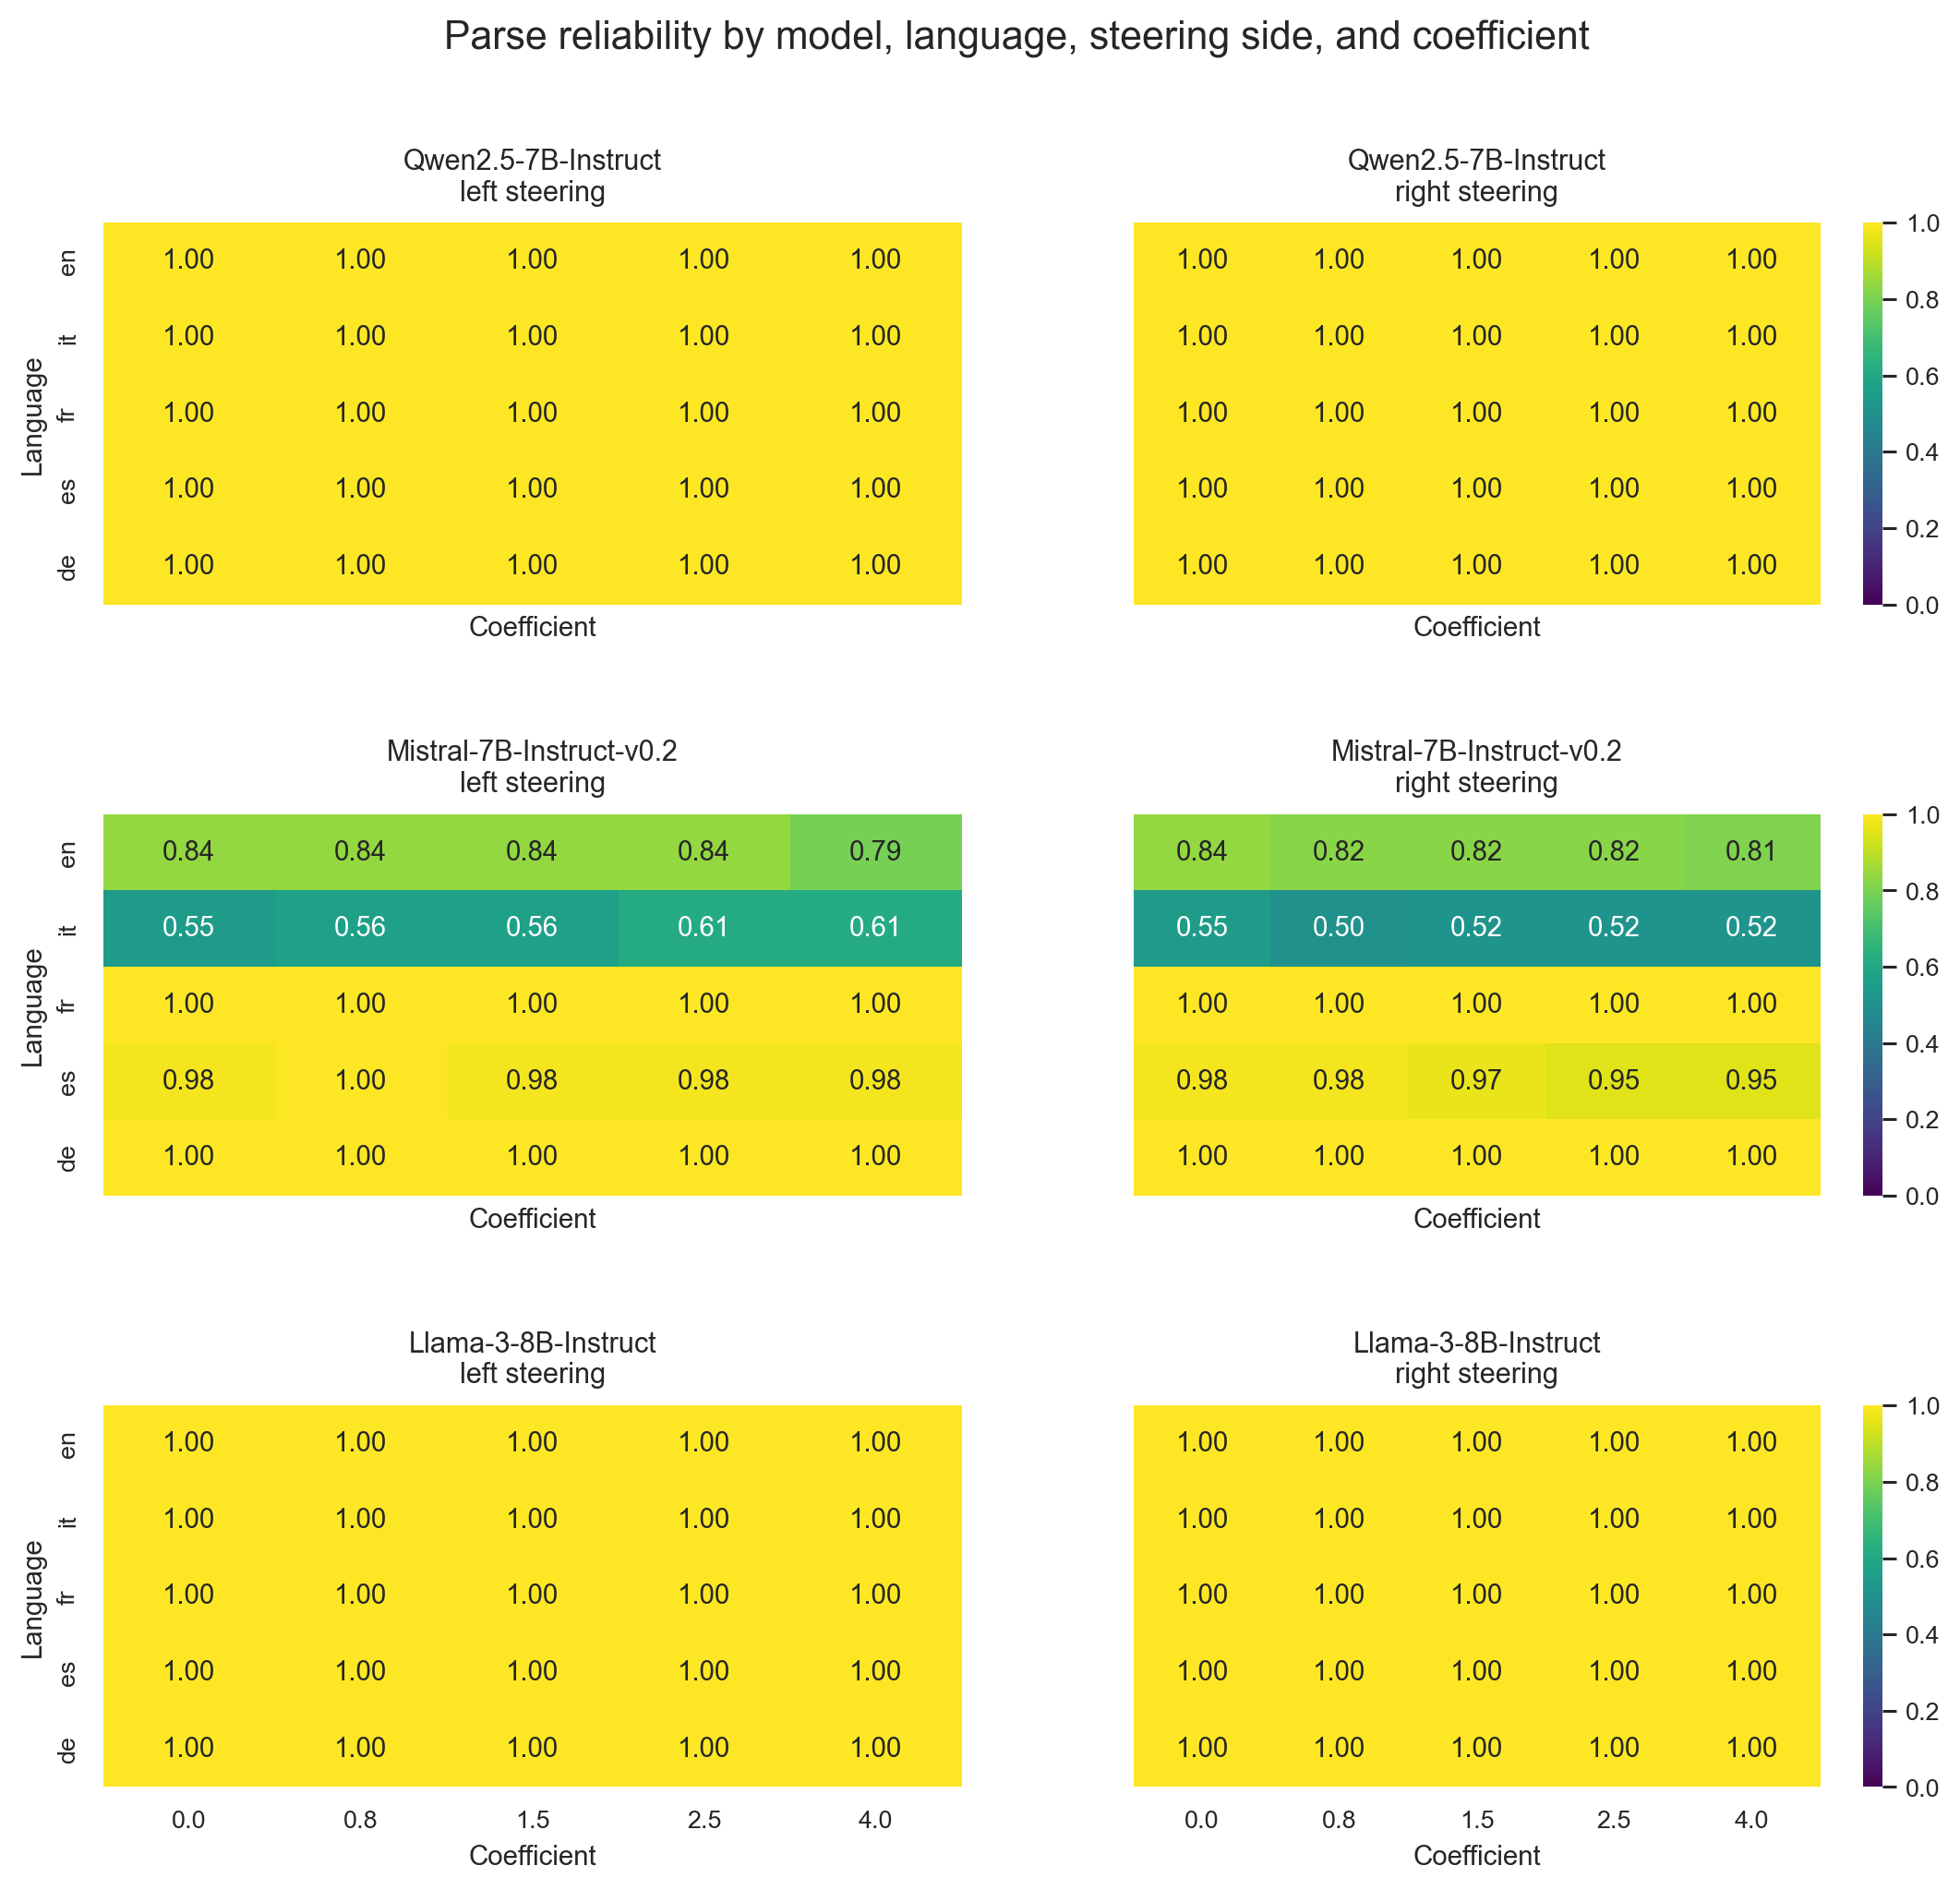 Parse reliability by model, language, steering side, and coefficient
Qwen2.5-7B-Instruct
left steering
Language
en 1.00 1.00 1.00 1.00 1.00
it 1.00 1.00 1.00 1.00 1.00
fr 1.00 1.00 1.00 1.00 1.00
es 1.00 1.00 1.00 1.00 1.00
de 1.00 1.00 1.00 1.00 1.00
Coefficient
Qwen2.5-7B-Instruct
right steering
1.00 1.00 1.00 1.00 1.00
1.00 1.00 1.00 1.00 1.00
1.00 1.00 1.00 1.00 1.00
1.00 1.00 1.00 1.00 1.00
1.00 1.00 1.00 1.00 1.00
Coefficient
1.0
0.8
0.6
0.4
0.2
0.0
Mistral-7B-Instruct-v0.2
left steering
Language
en 0.84 0.84 0.84 0.84 0.79
it 0.55 0.56 0.56 0.61 0.61
fr 1.00 1.00 1.00 1.00 1.00
es 0.98 1.00 0.98 0.98 0.98
de 1.00 1.00 1.00 1.00 1.00
Coefficient
Mistral-7B-Instruct-v0.2
right steering
0.84 0.82 0.82 0.82 0.81
0.55 0.50 0.52 0.52 0.52
1.00 1.00 1.00 1.00 1.00
0.98 0.98 0.97 0.95 0.95
1.00 1.00 1.00 1.00 1.00
Coefficient
1.0
0.8
0.6
0.4
0.2
0.0
Llama-3-8B-Instruct
left steering
Language
en 1.00 1.00 1.00 1.00 1.00
it 1.00 1.00 1.00 1.00 1.00
fr 1.00 1.00 1.00 1.00 1.00
es 1.00 1.00 1.00 1.00 1.00
de 1.00 1.00 1.00 1.00 1.00
0.0 0.8 1.5 2.5 4.0
Coefficient
Llama-3-8B-Instruct
right steering
1.00 1.00 1.00 1.00 1.00
1.00 1.00 1.00 1.00 1.00
1.00 1.00 1.00 1.00 1.00
1.00 1.00 1.00 1.00 1.00
1.00 1.00 1.00 1.00 1.00
0.0 0.8 1.5 2.5 4.0
Coefficient
1.0
0.8
0.6
0.4
0.2
0.0